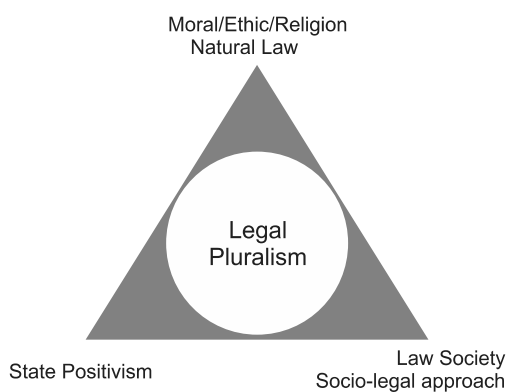 Moral/Ethic/Religion
Natural Law
Legal
Pluralism
State Positivism
Law Society
Socio-legal approach